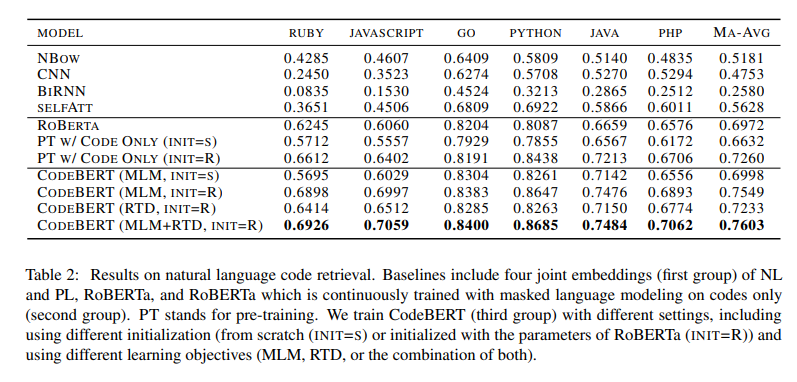 MODEL RUBY JAVASCRIPT GO PYTHON JAVA PHP MA-AVG
NBOW 0.4285 0.4607 0.6409 0.5809 0.5140 0.4835 0.5181
CNN 0.2450 0.3523 0.6274 0.5708 0.5270 0.5294 0.4753
BIRNN 0.0835 0.1530 0.4524 0.3213 0.2865 0.2512 0.2580
SELFATT 0.3651 0.4506 0.6809 0.6922 0.5866 0.6011 0.5628
ROBERTA 0.6245 0.6060 0.8204 0.8087 0.6659 0.6576 0.6972
PT W/ CODE ONLY (INIT=S) 0.5712 0.5557 0.7929 0.7855 0.6567 0.6172 0.6632
PT W/ CODE ONLY (INIT=R) 0.6612 0.6402 0.8191 0.8438 0.7213 0.6706 0.7260
CODEBERT (MLM, INIT=S) 0.5695 0.6029 0.8304 0.8261 0.7142 0.6556 0.6998
CODEBERT (MLM, INIT=R) 0.6898 0.6997 0.8383 0.8647 0.7476 0.6893 0.7549
CODEBERT (RTD, INIT=R) 0.6414 0.6512 0.8285 0.8263 0.7150 0.6774 0.7233
CODEBERT (MLM+RTD, INIT=R) 0.6926 0.7059 0.8400 0.8685 0.7484 0.7062 0.7603
Table 2: Results on natural language code retrieval. Baselines include four joint embeddings (first group) of NL
and PL, RoBERTa, and RoBERTa which is continuously trained with masked language modeling on codes only
(second group). PT stands for pre-training. We train CodeBERT (third group) with different settings, including
using different initialization (from scratch (INIT=S) or initialized with the parameters of RoBERTa (INIT=R)) and
using different learning objectives (MLM, RTD, or the combination of both).